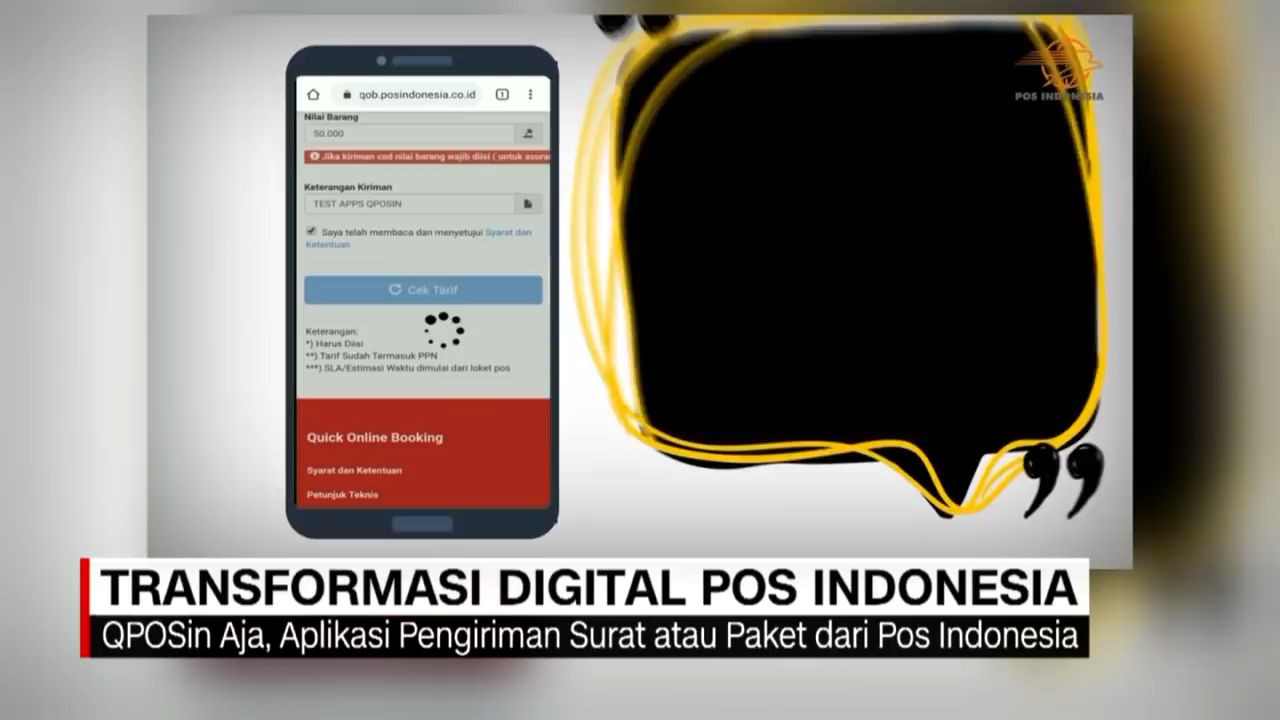 qob.posindonesia.co.id
1
Nilai Barang
50.000
Jika kiriman cod nilai barang wajib diisi ( untuk
Keterangan Kiriman
TEST APPS QPOSIN
Saya telah membaca dan menyetujui Syarat dan
Ketentuan
Cek Tarif
Keterangan:
*) Harus Diisi
**) Tarif Sudah Termasuk PPN
***) SLA/Estimasi Waktu dimulai dari loket pos
Quick Online Booking
Syarat dan Ketentuan
Petunjuk Teknis
POS INDONESIA
TRANSFORMASI DIGITAL POS INDONESIA
QPOSin Aja, Aplikasi Pengiriman Surat atau Paket dari Pos Indonesia